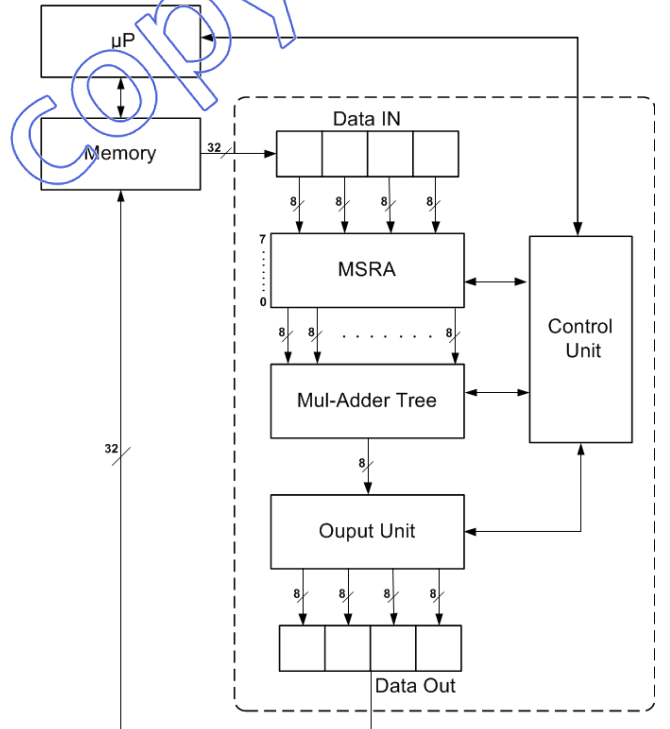 µP
Memory
32
Data IN
8 8 8 8
7
0
MSRA
8 8 . . . . . . . 8
Control
Unit
Mul-Adder Tree
32
8
Ouput Unit
8 8 8 8
Data Out
Copy